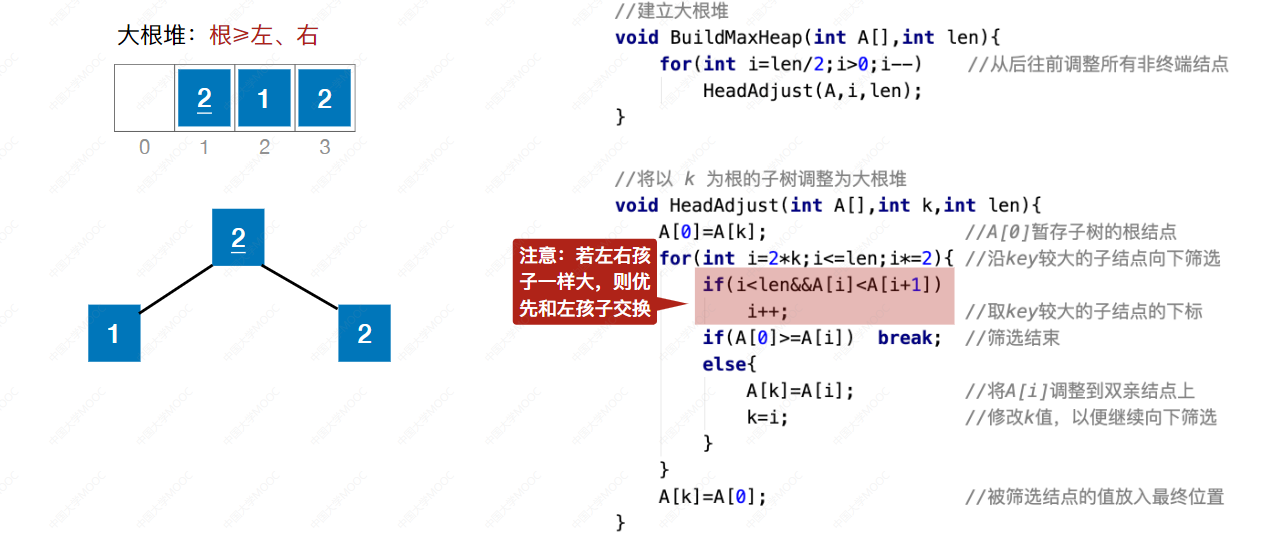 大根堆：根≥左、右
2 1 2
0 1 2 3
2
1 2
//建立大根堆
void BuildMaxHeap(int A[],int len){
for(int i=len/2;i>0;i--) //从后往前调整所有非终端结点
HeadAdjust(A,i,len);
}
//将以 k 为根的子树调整为大根堆
void HeadAdjust(int A[],int k,int len){
A[0]=A[k]; //A[0]暂存子树的根结点
for(int i=2*k;i<=len;i*=2){ //沿key较大的子结点向下筛选
if(i<len&&A[i]<A[i+1])
i++; //取key较大的子结点的下标
if(A[0]>=A[i]) break; //筛选结束
else{
A[k]=A[i]; //将A[i]调整到双亲结点上
k=i; //修改k值，以便继续向下筛选
}
}
A[k]=A[0]; //被筛选结点的值放入最终位置
}
注意：若左右孩
子一样大，则优
先和左孩子交换
中国大学MOOC